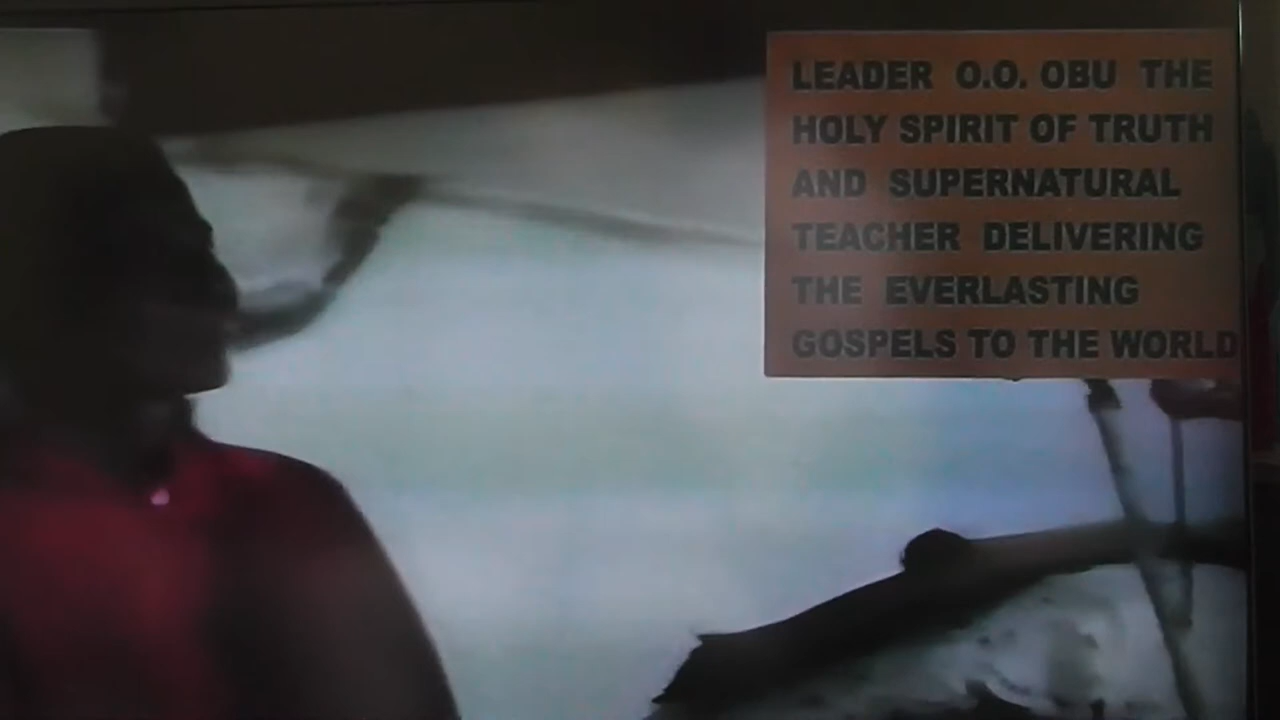 LEADER O.O. OBU THE
HOLY SPIRIT OF TRUTH
AND SUPERNATURAL
TEACHER DELIVERING
THE EVERLASTING
GOSPELS TO THE WORLD